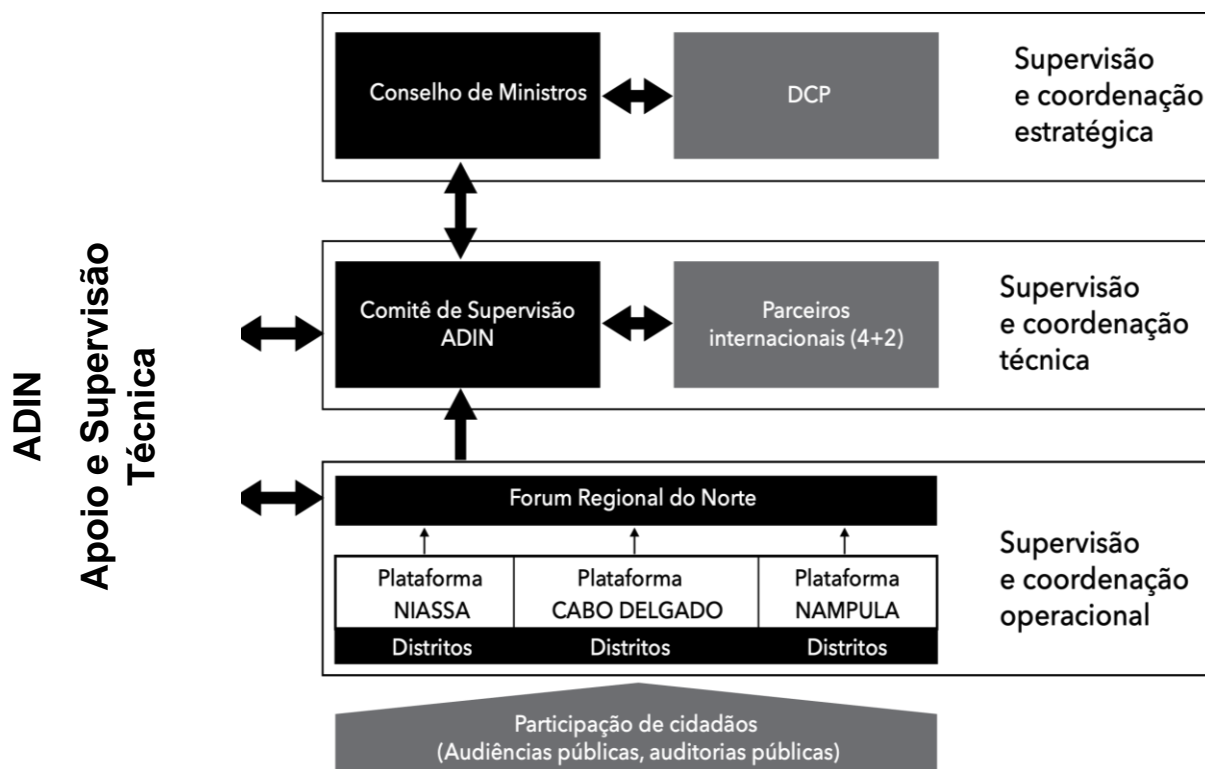 ADIN
Apoio e Supervisão
Técnica
Conselho de Ministros
DCP
Supervisão
e coordenação
estratégica
Comitê de Supervisão
ADIN
Parceiros
internacionais (4+2)
Supervisão
e coordenação
técnica
Forum Regional do Norte
Plataforma
NIASSA
Plataforma
CABO DELGADO
Plataforma
NAMPULA
Distritos
Distritos
Distritos
Supervisão
e coordenação
operacional
Participação de cidadãos
(Audiências públicas, auditorias públicas)